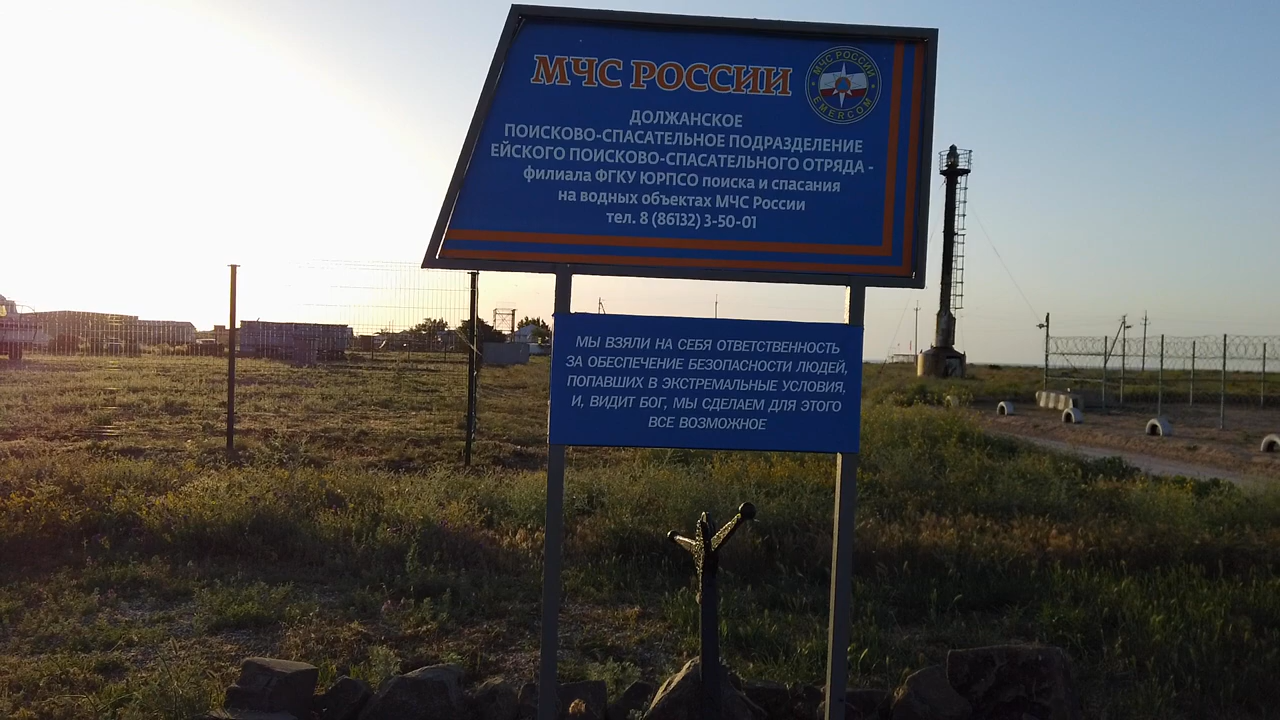 МЧС РОССИИ
МЧС РОССИИ
EMERCOM
ДОЛЖАНСКОЕ
ПОИСКОВО-СПАСАТЕЛЬНОЕ ПОДРАЗДЕЛЕНИЕ
ЕЙСКОГО ПОИСКОВО-СПАСАТЕЛЬНОГО ОТРЯДА -
филиала ФГКУ ЮРПСО поиска и спасания
на водных объектах МЧС России
тел. 8 (86132) 3-50-01
МЫ ВЗЯЛИ НА СЕБЯ ОТВЕТСТВЕННОСТЬ
ЗА ОБЕСПЕЧЕНИЕ БЕЗОПАСНОСТИ ЛЮДЕЙ,
ПОПАВШИХ В ЭКСТРЕМАЛЬНЫЕ УСЛОВИЯ,
И, ВИДИТ БОГ, МЫ СДЕЛАЕМ ДЛЯ ЭТОГО
ВСЕ ВОЗМОЖНОЕ